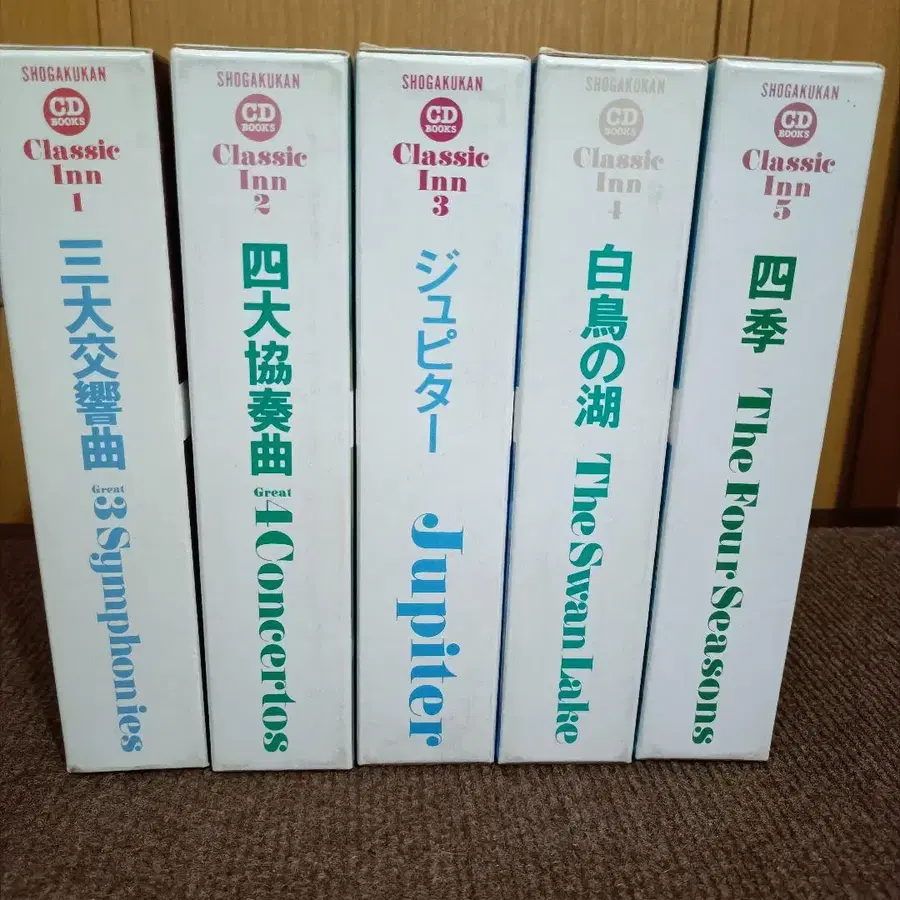 SHOGAKUKAN
CD
BOOKS
Classic
Inn
1
三大交響曲
Great
3 Symphonies
SHOGAKUKAN
CD
BOOKS
Classic
Inn
2
四大協奏曲
Great
4 Concertos
SHOGAKUKAN
CD
BOOKS
Classic
Inn
3
ジュピター
Jupiter
SHOGAKUKAN
CD
BOOKS
Classic
Inn
4
白鳥の湖
The Swan Lake
SHOGAKUKAN
CD
BOOKS
Classic
Inn
5
四季
The Four Seasons